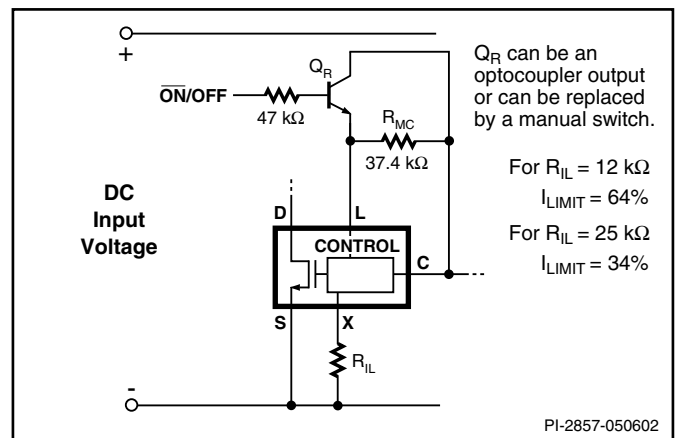 +
Q_R
O̅N̅/OFF
47 kΩ
R_MC
37.4 kΩ
Q_R can be an
optocoupler output
or can be replaced
by a manual switch.
For R_IL = 12 kΩ
I_LIMIT = 64%
For R_IL = 25 kΩ
I_LIMIT = 34%
DC
Input
Voltage
D
L
CONTROL
C
S
X
R_IL
-
PI-2857-050602